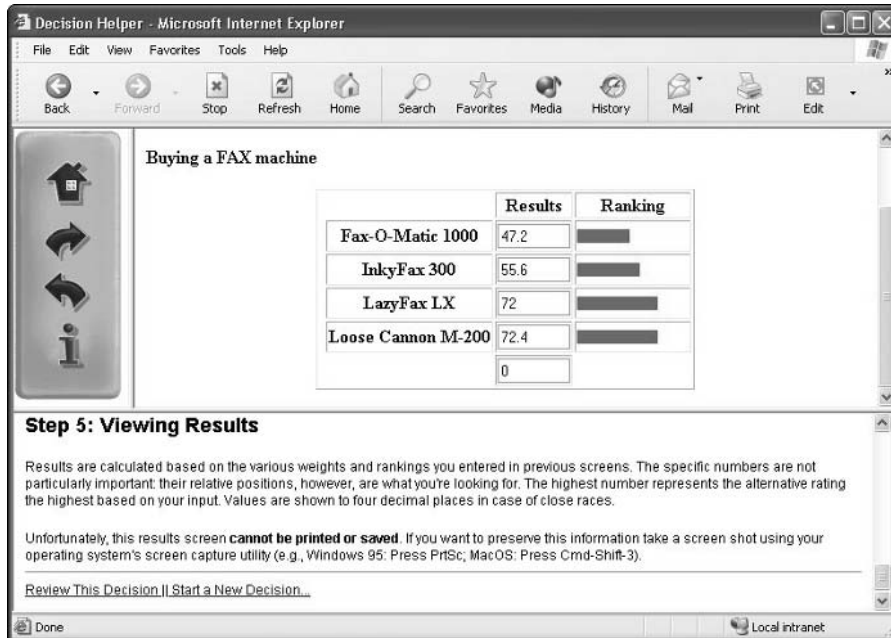 Decision Helper - Microsoft Internet Explorer
File Edit View Favorites Tools Help
Back Forward Stop Refresh Home Search Favorites Media History Mail Print Edit
Buying a FAX machine
Results Ranking
Fax-O-Matic 1000 47.2
InkyFax 300 55.6
LazyFax LX 72
Loose Cannon M-200 72.4
0
Step 5: Viewing Results
Results are calculated based on the various weights and rankings you entered in previous screens. The specific numbers are not
particularly important: their relative positions, however, are what you're looking for. The highest number represents the alternative rating
the highest based on your input. Values are shown to four decimal places in case of close races.
Unfortunately, this results screen cannot be printed or saved. If you want to preserve this information take a screen shot using your
operating system's screen capture utility (e.g., Windows 95: Press PrtSc; MacOS: Press Cmd-Shift-3).
Review This Decision || Start a New Decision...
Done Local intranet